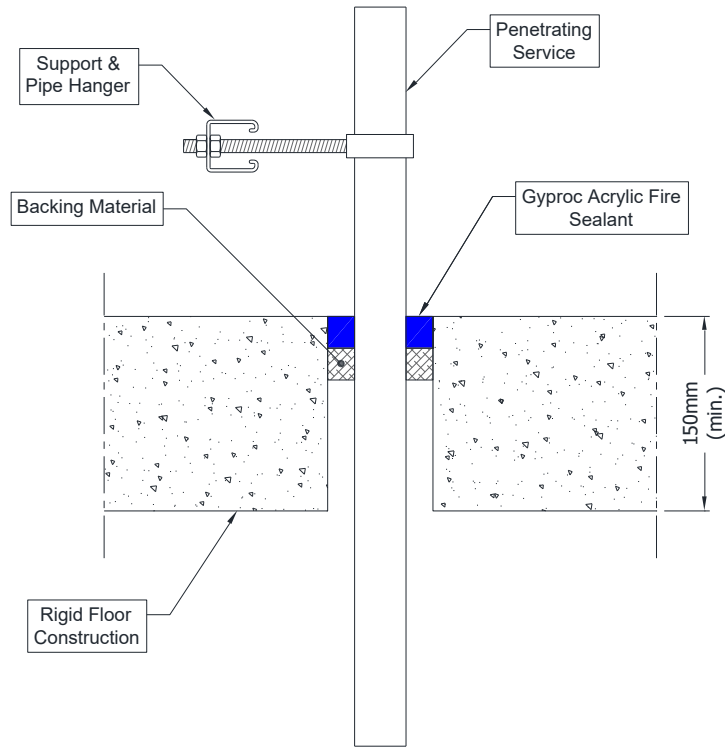 Penetrating
Service
Support &
Pipe Hanger
Backing Material
Gyproc Acrylic Fire
Sealant
150mm
(min.)
Rigid Floor
Construction